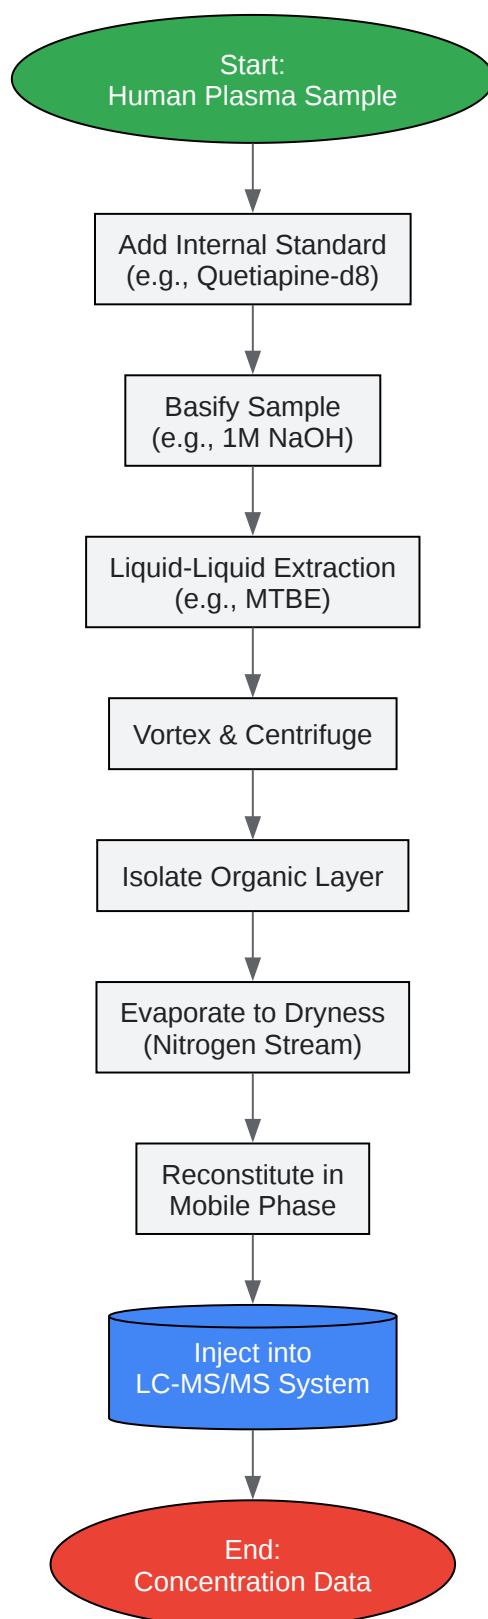 Start:
Human Plasma Sample
Add Internal Standard
(e.g., Quetiapine-d8)
Basify Sample
(e.g., 1M NaOH)
Liquid-Liquid Extraction
(e.g., MTBE)
Vortex & Centrifuge
Isolate Organic Layer
Evaporate to Dryness
(Nitrogen Stream)
Reconstitute in
Mobile Phase
Inject into
LC-MS/MS System
End:
Concentration Data